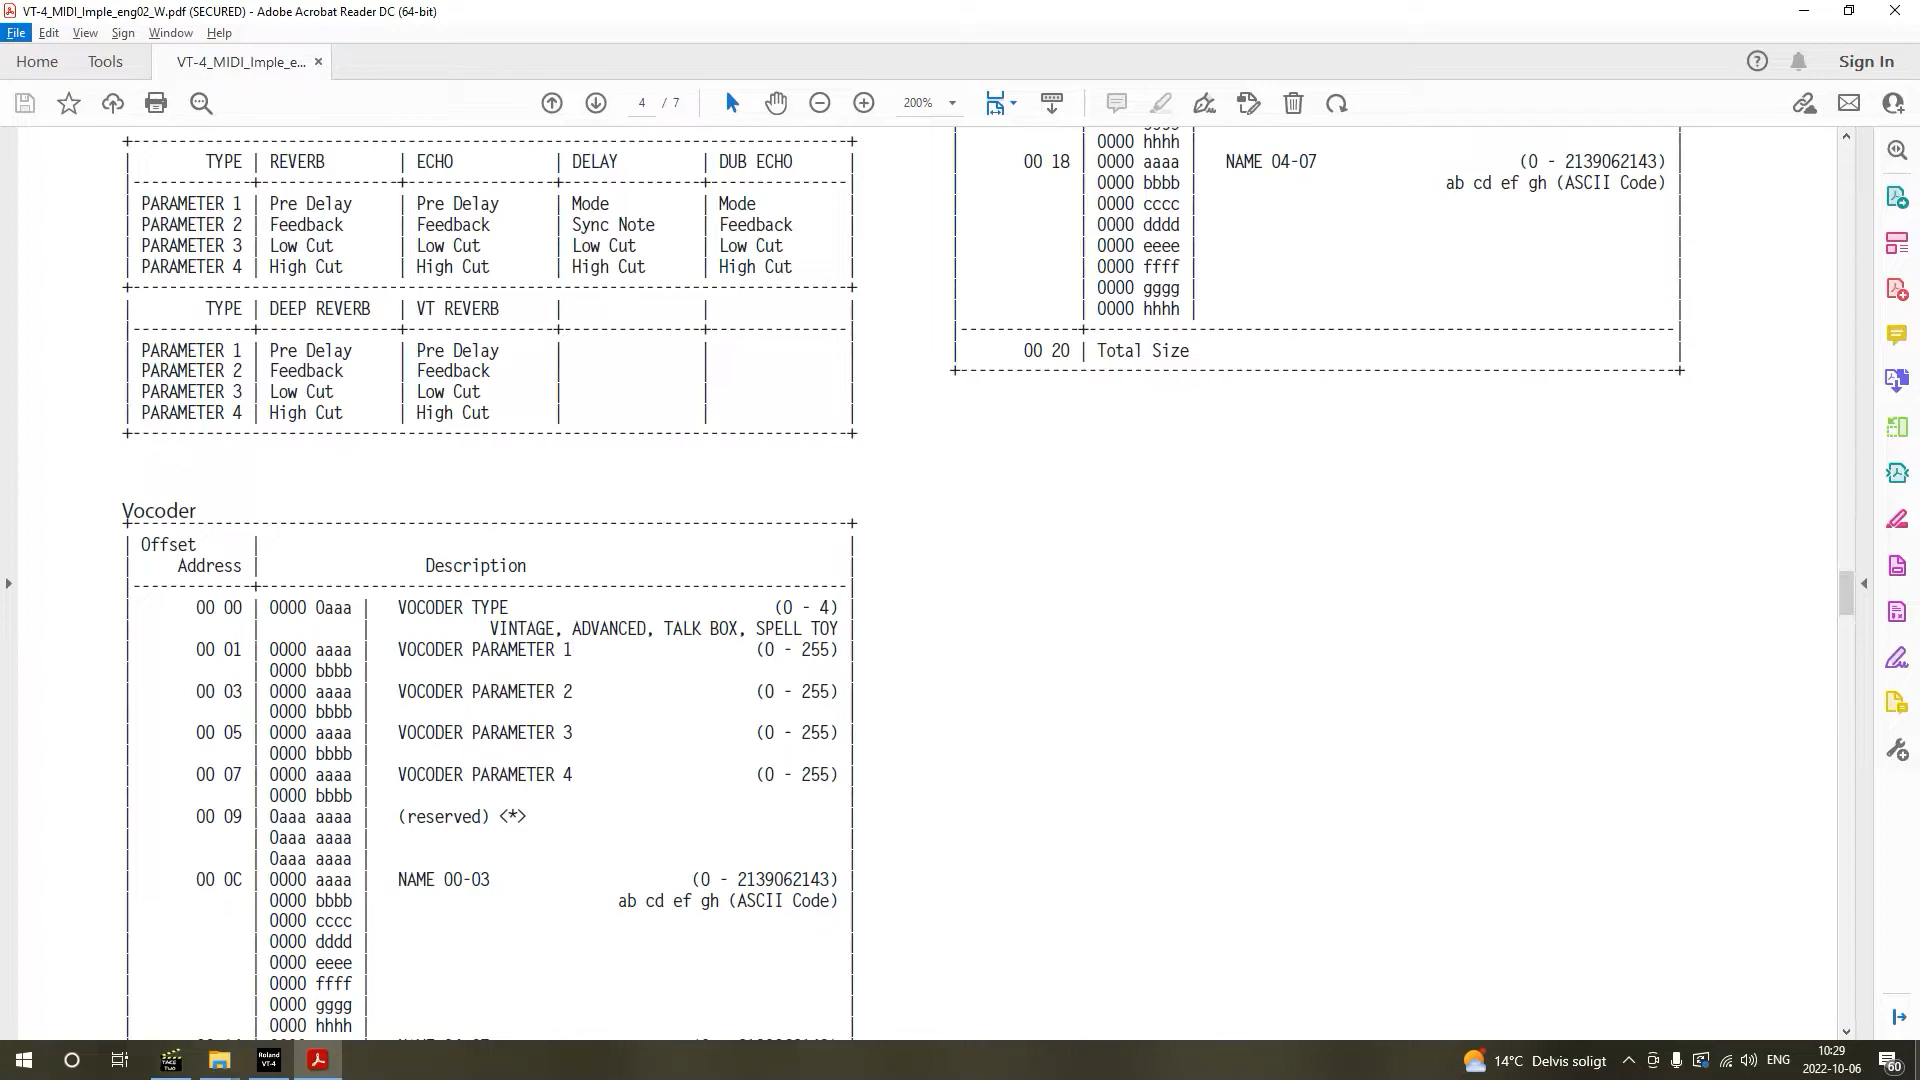 VT-4_MIDI_Imple_eng02_W.pdf (SECURED) - Adobe Acrobat Reader DC (64-bit)
File Edit View Sign Window Help
Home Tools VT-4_MIDI_Imple_e... × Sign In
4 / 7 200%
TYPE | REVERB | ECHO | DELAY | DUB ECHO
PARAMETER 1 | Pre Delay | Pre Delay | Mode | Mode
PARAMETER 2 | Feedback | Feedback | Sync Note | Feedback
PARAMETER 3 | Low Cut | Low Cut | Low Cut | Low Cut
PARAMETER 4 | High Cut | High Cut | High Cut | High Cut
TYPE | DEEP REVERB | VT REVERB
PARAMETER 1 | Pre Delay | Pre Delay
PARAMETER 2 | Feedback | Feedback
PARAMETER 3 | Low Cut | Low Cut
PARAMETER 4 | High Cut | High Cut
Vocoder
Offset
Address | Description
00 00 | 0000 0aaa | VOCODER TYPE (0 - 4)
VINTAGE, ADVANCED, TALK BOX, SPELL TOY
00 01 | 0000 aaaa | VOCODER PARAMETER 1 (0 - 255)
0000 bbbb
00 03 | 0000 aaaa | VOCODER PARAMETER 2 (0 - 255)
0000 bbbb
00 05 | 0000 aaaa | VOCODER PARAMETER 3 (0 - 255)
0000 bbbb
00 07 | 0000 aaaa | VOCODER PARAMETER 4 (0 - 255)
0000 bbbb
00 09 | 0aaa aaaa | (reserved) <*>
0aaa aaaa
0aaa aaaa
00 0C | 0000 aaaa | NAME 00-03 (0 - 2139062143)
0000 bbbb | ab cd ef gh (ASCII Code)
0000 cccc
0000 dddd
0000 eeee
0000 ffff
0000 gggg
0000 hhhh
0000 hhhh
00 18 | 0000 aaaa | NAME 04-07 (0 - 2139062143)
0000 bbbb | ab cd ef gh (ASCII Code)
0000 cccc
0000 dddd
0000 eeee
0000 ffff
0000 gggg
0000 hhhh
00 20 | Total Size
TAKE Two
Roland
VT-4
14°C Delvis soligt
ENG
10:29
2022-10-06
60